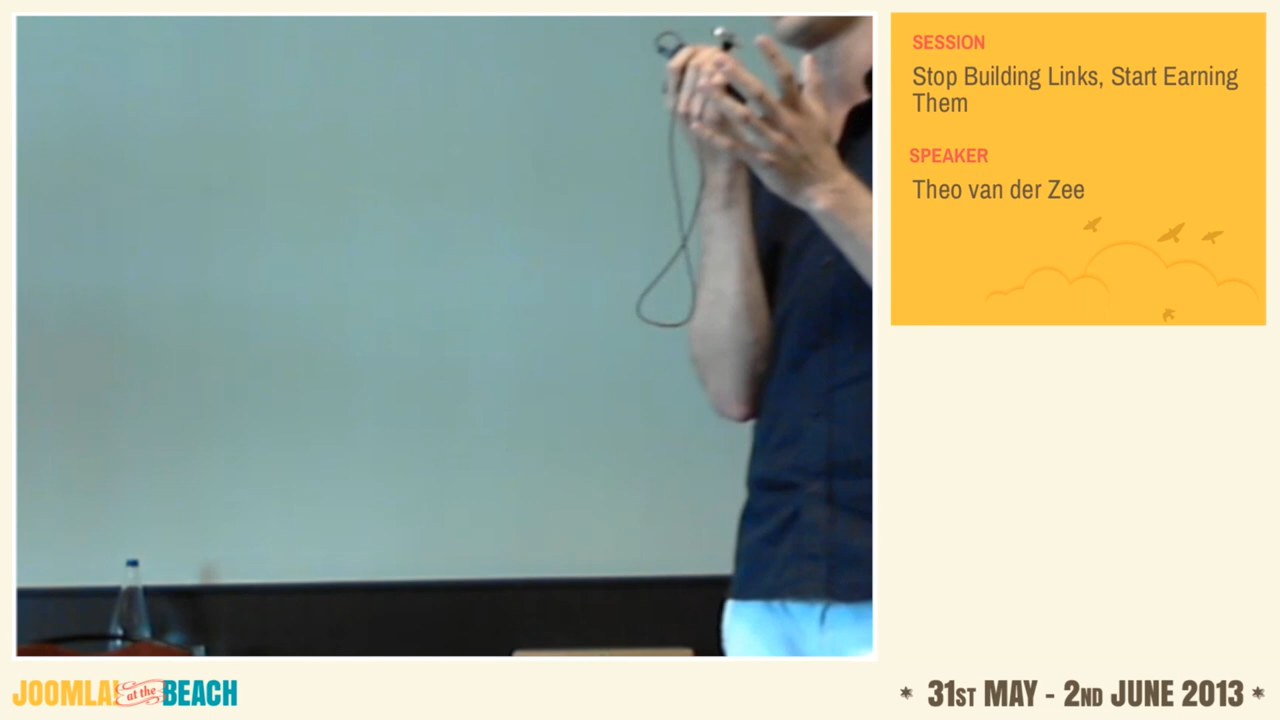 SESSION
Stop Building Links, Start Earning
Them
SPEAKER
Theo van der Zee
JOOMLA! at the BEACH
* 31ST MAY - 2ND JUNE 2013 *